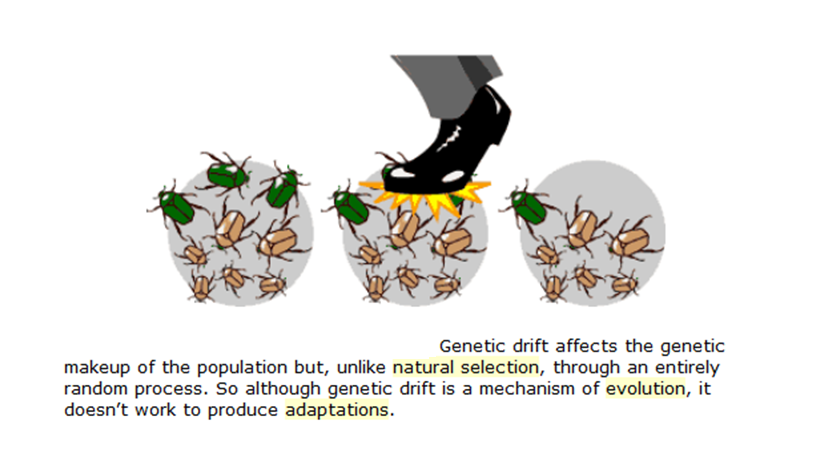 Genetic drift affects the genetic
makeup of the population but, unlike natural selection, through an entirely
random process. So although genetic drift is a mechanism of evolution, it
doesn’t work to produce adaptations.